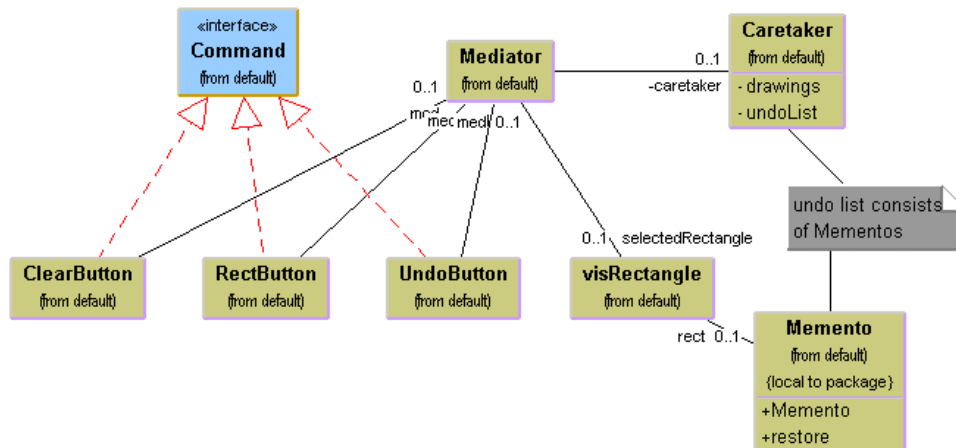 «interface»
Command
(from default)
Mediator
(from default)
Caretaker
(from default)
- drawings
- undoList
0..1
-caretaker
0..1
medi
0..1
undo list consists
of Mementos
0..1 selectedRectangle
ClearButton
(from default)
RectButton
(from default)
UndoButton
(from default)
visRectangle
(from default)
rect 0..1
Memento
(from default)
{local to package}
+Memento
+restore